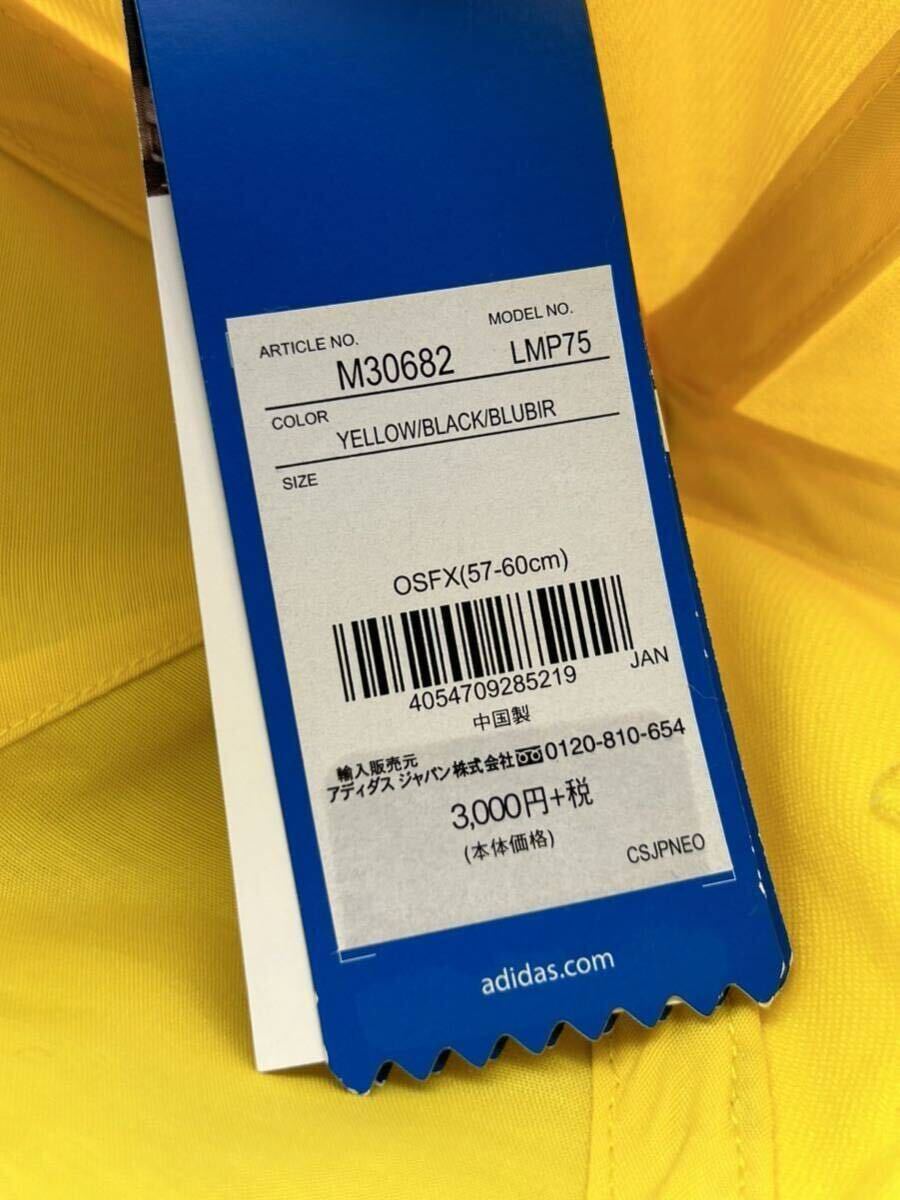 ARTICLE NO.
MODEL NO.
M30682
LMP75
COLOR
YELLOW/BLACK/BLUBIR
SIZE
OSFX(57-60cm)
4054709285219
JAN
中国製
輸入販売元
アディダス ジャパン株式会社 0120-810-654
3,000円+税
(本体価格)
CSJPNEO
adidas.com